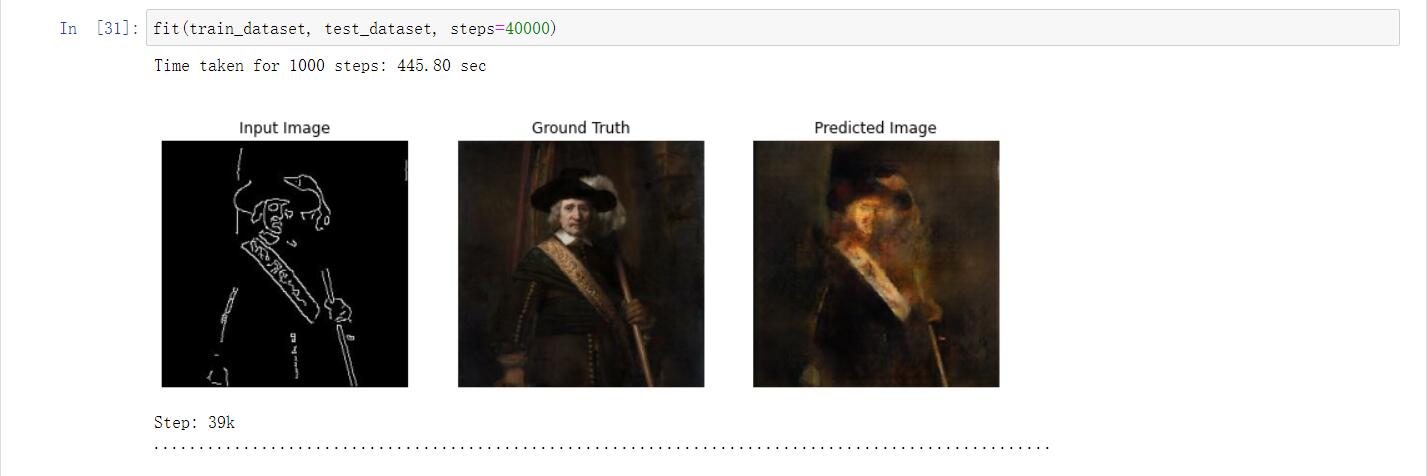 In [31]: fit(train_dataset, test_dataset, steps=40000)
Time taken for 1000 steps: 445.80 sec
Input Image Ground Truth Predicted Image
Step: 39k
....................................................................................................